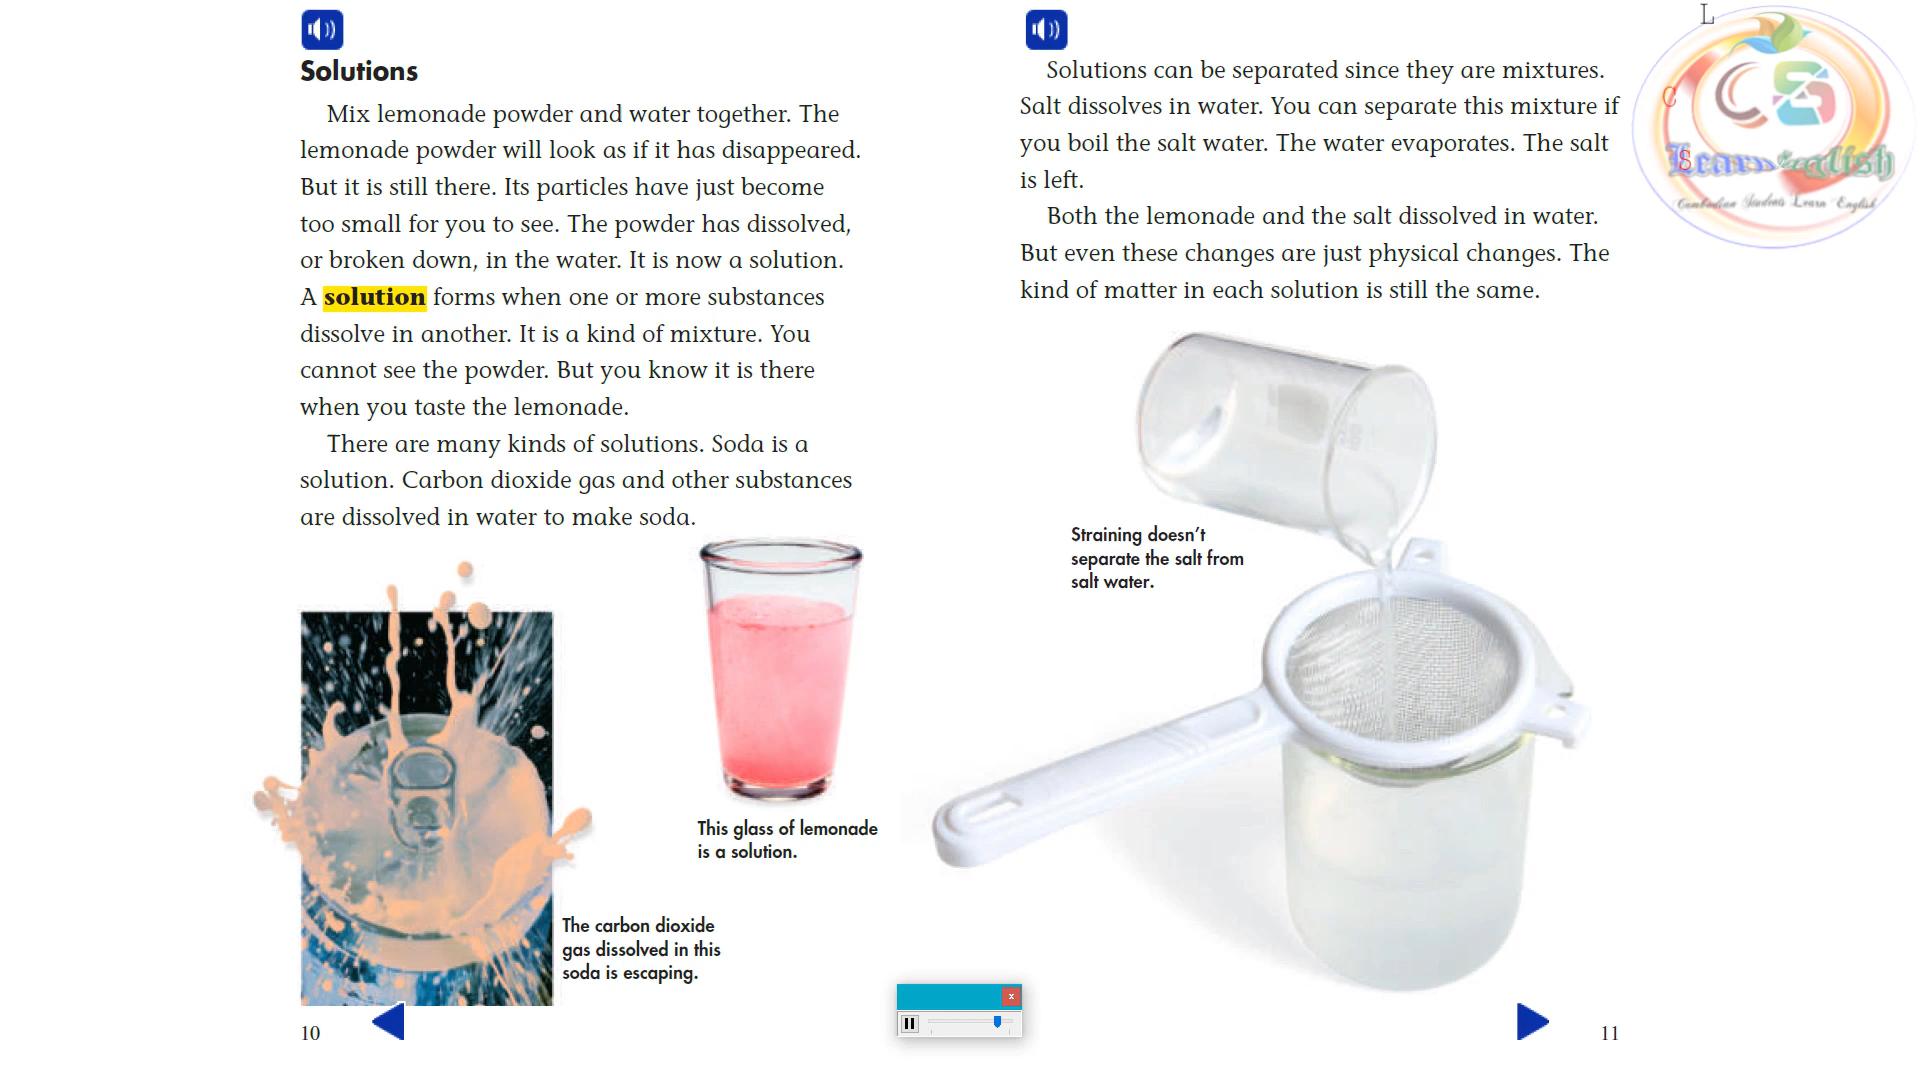 Solutions
Mix lemonade powder and water together. The
lemonade powder will look as if it has disappeared.
But it is still there. Its particles have just become
too small for you to see. The powder has dissolved,
or broken down, in the water. It is now a solution.
A solution forms when one or more substances
dissolve in another. It is a kind of mixture. You
cannot see the powder. But you know it is there
when you taste the lemonade.
There are many kinds of solutions. Soda is a
solution. Carbon dioxide gas and other substances
are dissolved in water to make soda.
This glass of lemonade
is a solution.
The carbon dioxide
gas dissolved in this
soda is escaping.
10
Solutions can be separated since they are mixtures.
Salt dissolves in water. You can separate this mixture if
you boil the salt water. The water evaporates. The salt
is left.
Both the lemonade and the salt dissolved in water.
But even these changes are just physical changes. The
kind of matter in each solution is still the same.
Straining doesn't
separate the salt from
salt water.
11
L
C
S
CS
Learn English
Cambodian Students Learn English
x